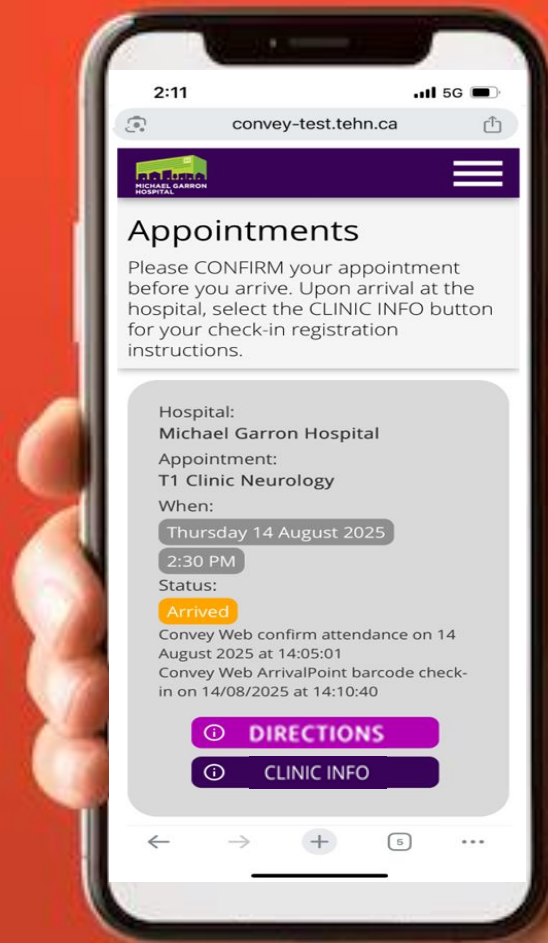 2:11
5G
convey-test.tehn.ca
MICHAEL GARRON
HOSPITAL
Appointments
Please CONFIRM your appointment
before you arrive. Upon arrival at the
hospital, select the CLINIC INFO button
for your check-in registration
instructions.
Hospital:
Michael Garron Hospital
Appointment:
T1 Clinic Neurology
When:
Thursday 14 August 2025
2:30 PM
Status:
Arrived
Convey Web confirm attendance on 14
August 2025 at 14:05:01
Convey Web ArrivalPoint barcode check-
in on 14/08/2025 at 14:10:40
DIRECTIONS
CLINIC INFO
5